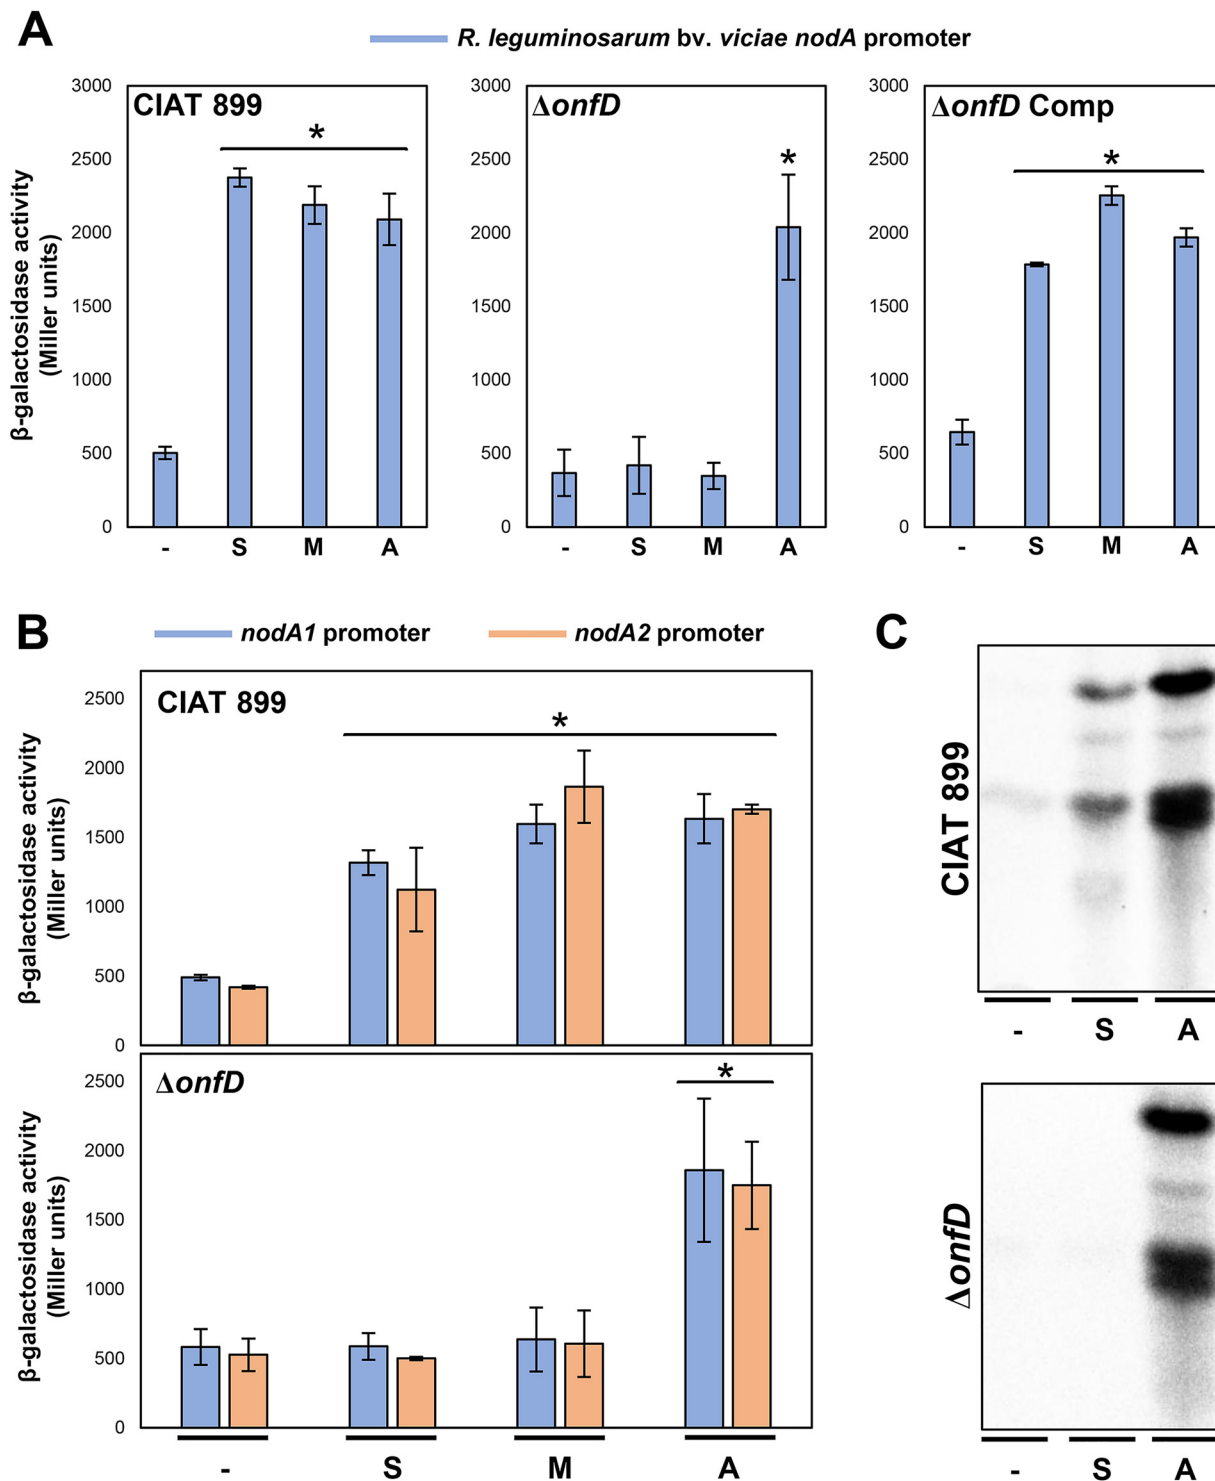 A
R. leguminosarum bv. viciae nodA promoter
CIAT 899
ΔonfD
ΔonfD Comp
β-galactosidase activity
(Miller units)
3000
2500
2000
1500
1000
500
0
*
- S M A
3000
2500
2000
1500
1000
500
0
*
- S M A
3000
2500
2000
1500
1000
500
0
*
- S M A
B
nodA1 promoter
nodA2 promoter
CIAT 899
β-galactosidase activity
(Miller units)
2500
2000
1500
1000
500
0
*
ΔonfD
β-galactosidase activity
(Miller units)
2500
2000
1500
1000
500
0
*
- S M A
C
CIAT 899
- S A
ΔonfD
- S A